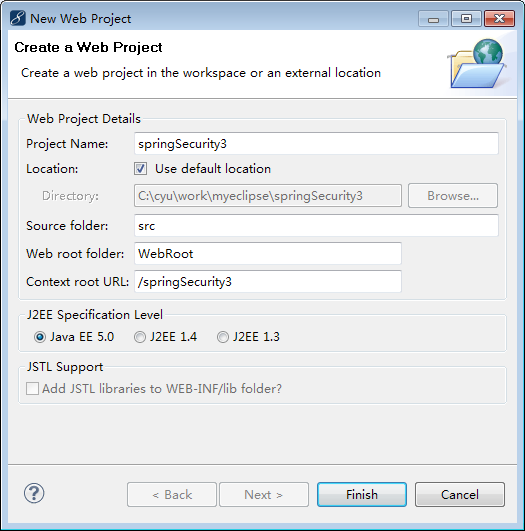 New Web Project
Create a Web Project
Create a web project in the workspace or an external location
Web Project Details
Project Name: springSecurity3
Location: Use default location
Directory: C:\cyu\work\myeclipse\springSecurity3 Browse...
Source folder: src
Web root folder: WebRoot
Context root URL: /springSecurity3
J2EE Specification Level
Java EE 5.0 J2EE 1.4 J2EE 1.3
JSTL Support
Add JSTL libraries to WEB-INF/lib folder?
? < Back Next > Finish Cancel